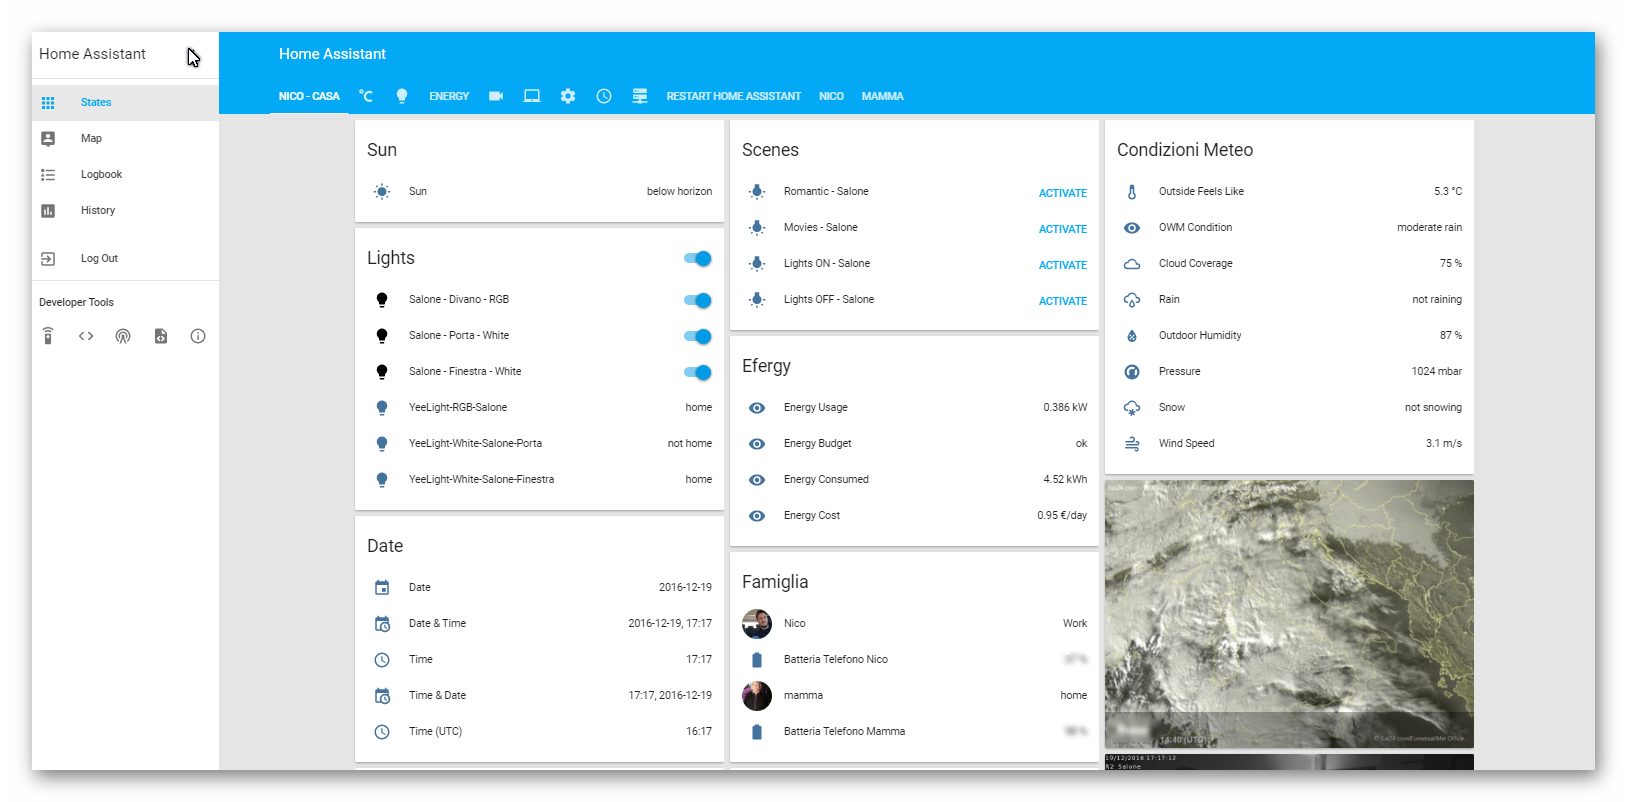 Home Assistant
States
Map
Logbook
History
Log Out
Developer Tools
Home Assistant
NICO - CASA ENERGY RESTART HOME ASSISTANT NICO MAMMA
Sun
Sun below horizon
Lights
Salone - Divano - RGB
Salone - Porta - White
Salone - Finestra - White
YeeLight-RGB-Salone home
YeeLight-White-Salone-Porta not home
YeeLight-White-Salone-Finestra home
Date
Date 2016-12-19
Date & Time 2016-12-19, 17:17
Time 17:17
Time & Date 17:17, 2016-12-19
Time (UTC) 16:17
Scenes
Romantic - Salone ACTIVATE
Movies - Salone ACTIVATE
Lights ON - Salone ACTIVATE
Lights OFF - Salone ACTIVATE
Efergy
Energy Usage 0.386 kW
Energy Budget ok
Energy Consumed 4.52 kWh
Energy Cost 0.95 €/day
Famiglia
Nico Work
Batteria Telefono Nico
mamma home
Batteria Telefono Mamma
Condizioni Meteo
Outside Feels Like 5.3 °C
OWM Condition moderate rain
Cloud Coverage 75 %
Rain not raining
Outdoor Humidity 87 %
Pressure 1024 mbar
Snow not snowing
Wind Speed 3.1 m/s
14:40 (UTC)
© Sat24.com/Eumetsat/Met Office
19/12/2016 17:17:12
R2 Salone